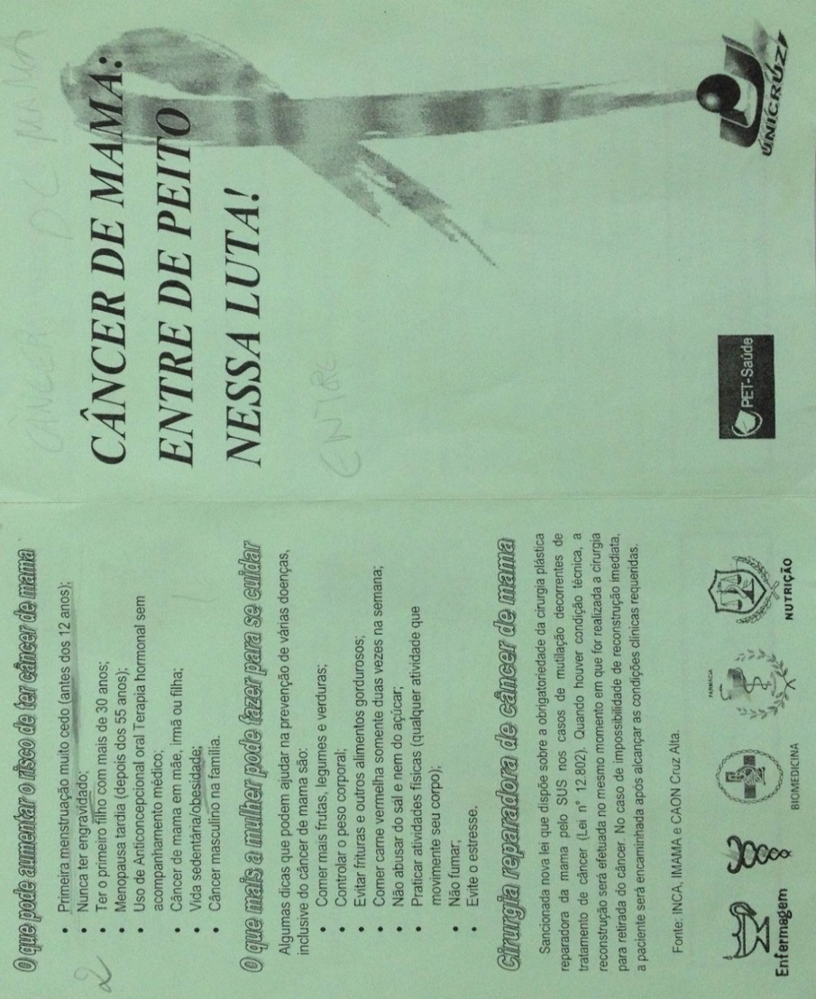 O que pode aumentar o risco de ter câncer de mama
• Primeira menstruação muito cedo (antes dos 12 anos);
• Nunca ter engravidado;
• Ter o primeiro filho com mais de 30 anos;
• Menopausa tardia (depois dos 55 anos);
• Uso de Anticoncepcional oral Terapia hormonal sem
acompanhamento médico;
• Câncer de mama em mãe, irmã ou filha;
• Vida sedentária/obesidade;
• Câncer masculino na família.
2
O que mais a mulher pode fazer para se cuidar
Algumas dicas que podem ajudar na prevenção de várias doenças,
inclusive do câncer de mama são:
• Comer mais frutas, legumes e verduras;
• Controlar o peso corporal;
• Evitar frituras e outros alimentos gordurosos;
• Comer carne vermelha somente duas vezes na semana;
• Não abusar do sal e nem do açúcar;
• Praticar atividades físicas (qualquer atividade que
movimente seu corpo);
• Não fumar;
• Evite o estresse.
Cirurgia reparadora de câncer de mama
Sancionada nova lei que dispõe sobre a obrigatoriedade da cirurgia plástica
reparadora da mama pelo SUS nos casos de mutilação decorrentes de
tratamento de câncer (Lei n° 12.802). Quando houver condição técnica, a
reconstrução será efetuada no mesmo momento em que for realizada a cirurgia
para retirada do câncer. No caso de impossibilidade de reconstrução imediata,
a paciente será encaminhada após alcançar as condições clínicas requeridas.
Fonte: INCA, IMAMA e CAON Cruz Alta.
Enfermagem
BIOMEDICINA
FARMACIA
NUTRIÇÃO
CÂNCER DE MAMA
CÂNCER DE MAMA:
ENTRE DE PEITO
NESSA LUTA!
ENTRE
PET-Saúde
UNICRUZ